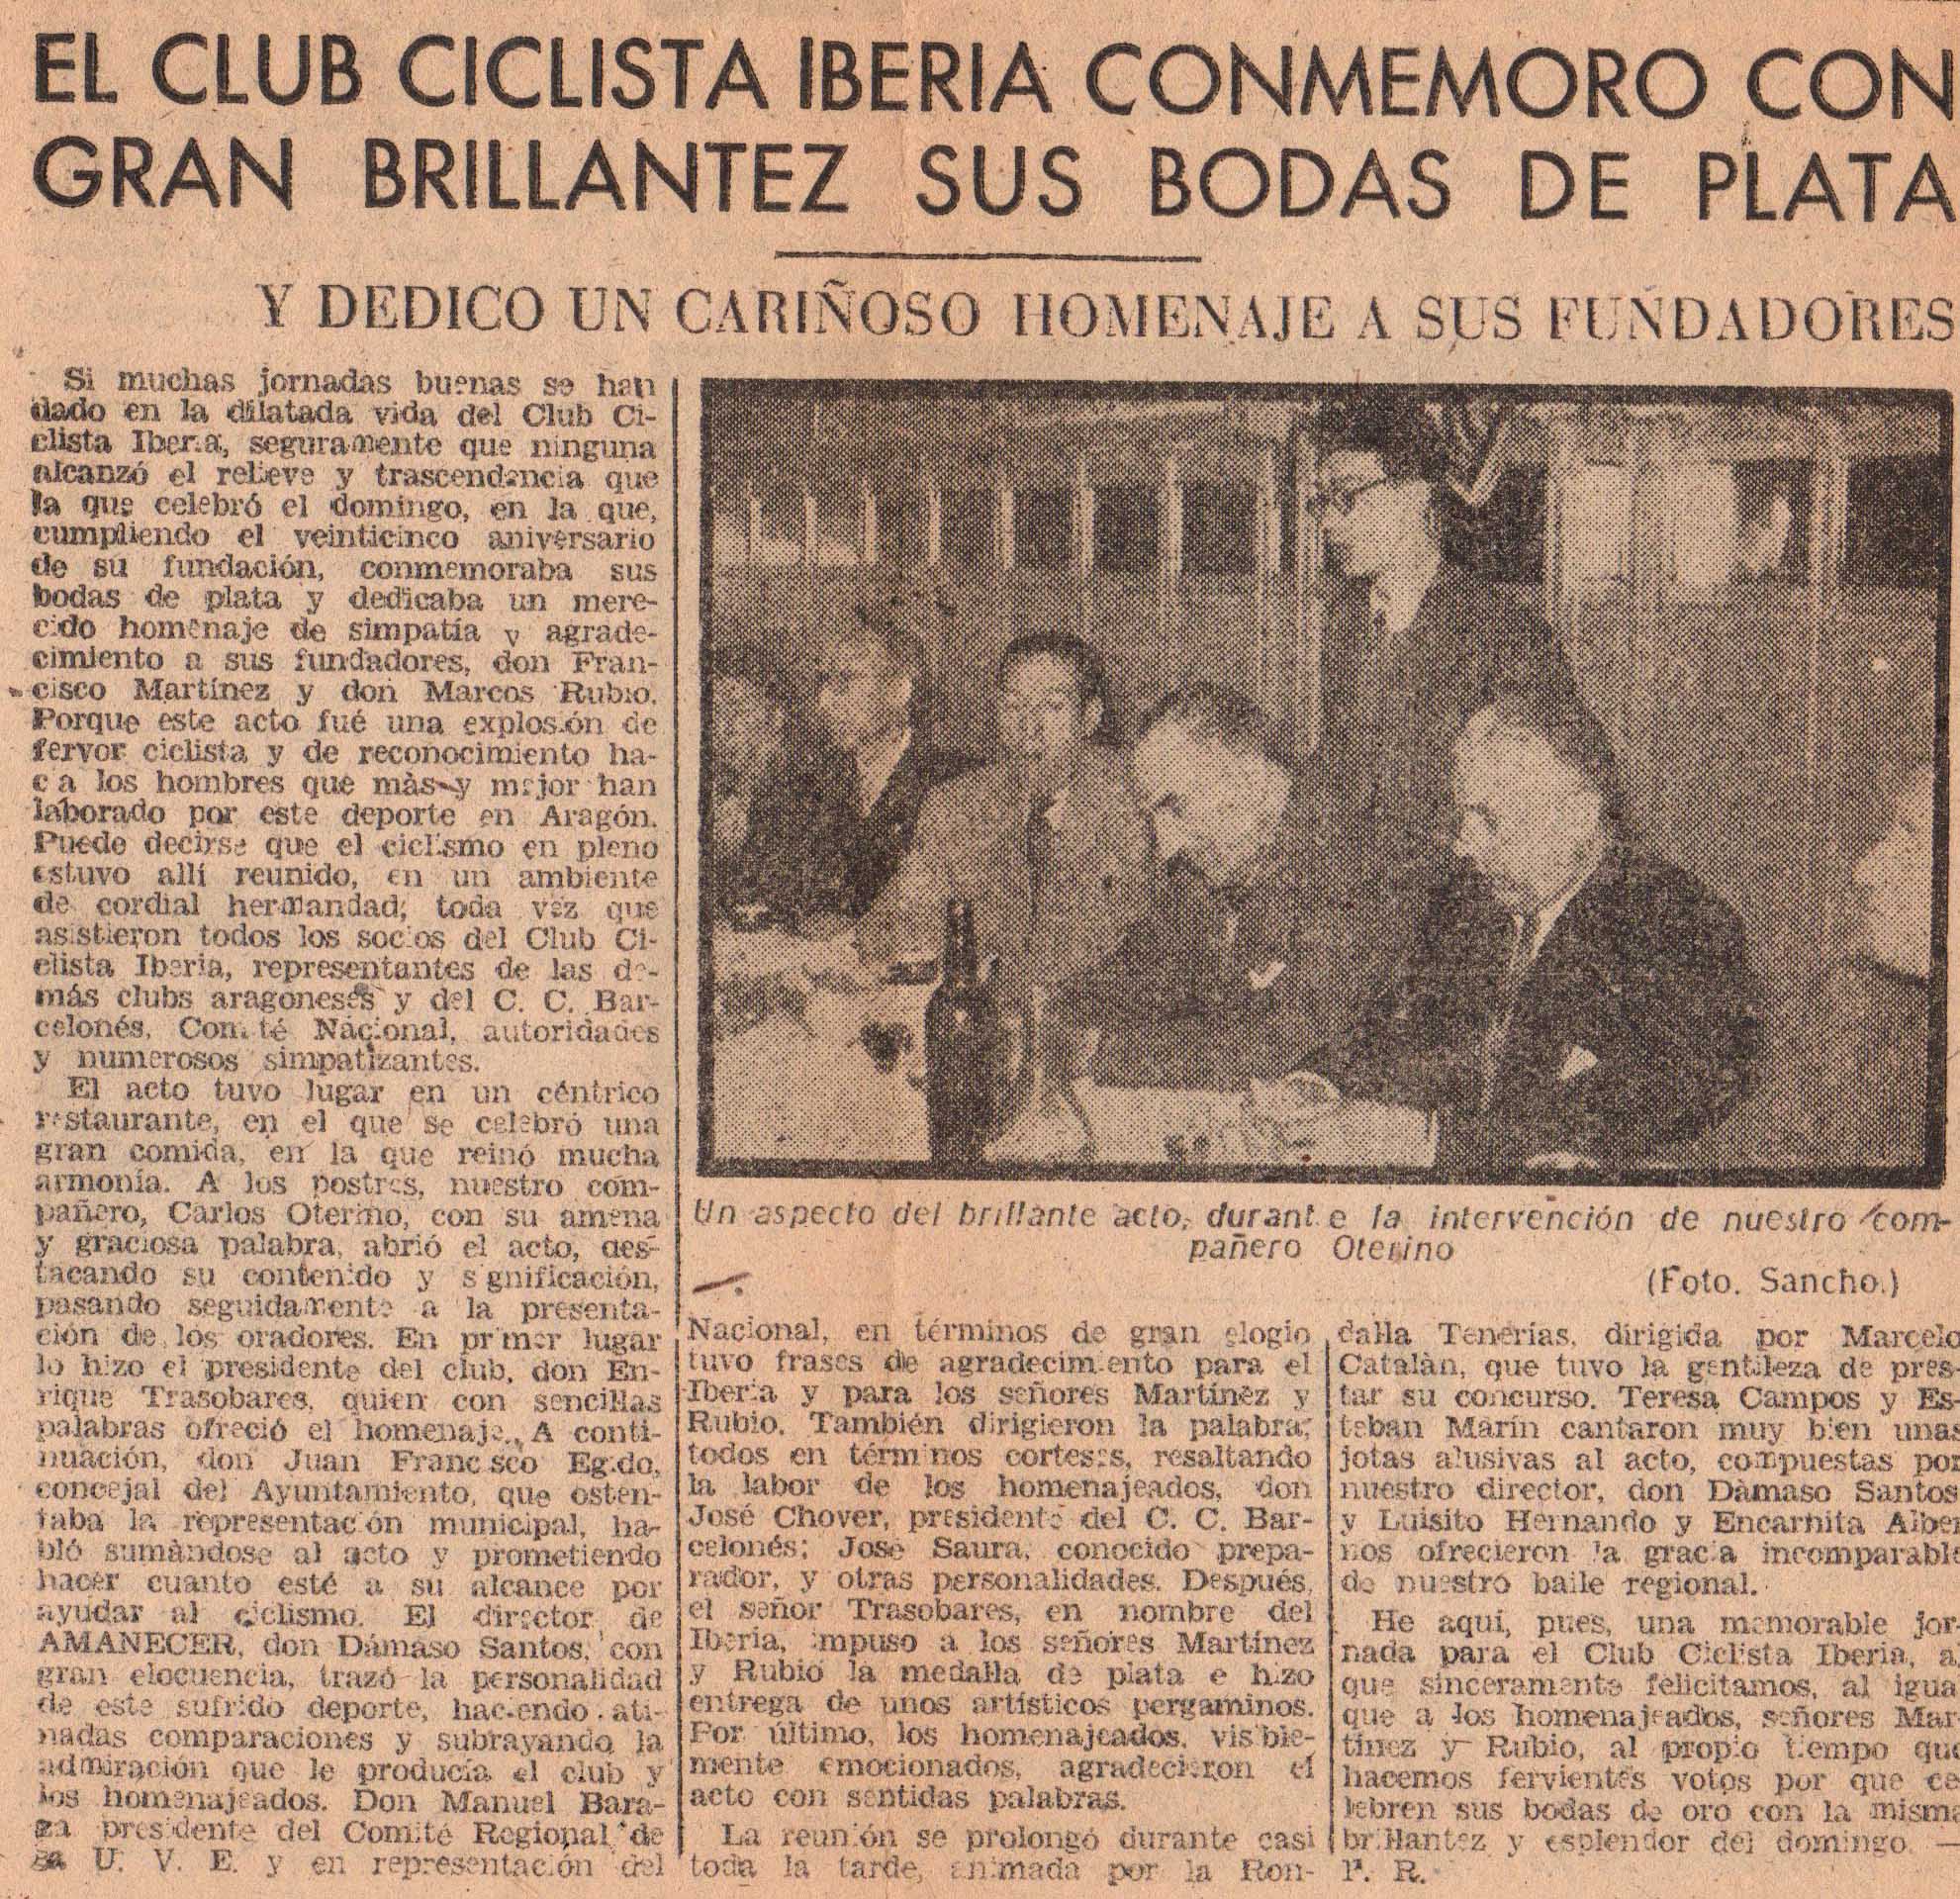 EL CLUB CICLISTA IBERIA CONMEMORO CON
GRAN BRILLANTEZ SUS BODAS DE PLATA
Y DEDICO UN CARIÑOSO HOMENAJE A SUS FUNDADORES
Si muchas jornadas buenas se han
dado en la dilatada vida del Club Ci-
clista Iberia, seguramente que ninguna
alcanzó el relieve y trascendencia que
la que celebró el domingo, en la que,
cumpliendo el veinticinco aniversario
de su fundación, conmemoraba sus
bodas de plata y dedicaba un mere-
cido homenaje de simpatía y agrade-
cimiento a sus fundadores, don Fran-
cisco Martínez y don Marcos Rubio.
Porque este acto fué una explosión de
fervor ciclista y de reconocimiento ha-
cia los hombres que más y mejor han
laborado por este deporte en Aragón.
Puede decirse que el ciclismo en pleno
estuvo allí reunido, en un ambiente
de cordial hermandad; toda vez que
asistieron todos los socios del Club Ci-
clista Iberia, representantes de las de-
más clubs aragoneses y del C. C. Bar-
celonés, Comité Nacional, autoridades
y numerosos simpatizantes.
El acto tuvo lugar en un céntrico
restaurante, en el que se celebró una
gran comida, en la que reinó mucha
armonía. A los postres, nuestro com-
pañero, Carlos Oterino, con su amena
y graciosa palabra, abrió el acto, des-
tacando su contenido y significación,
pasando seguidamente a la presenta-
ción de los oradores. En primer lugar
lo hizo el presidente del club, don En-
rique Trasobares, quien con sencillas
palabras ofreció el homenaje. A conti-
nuación, don Juan Francisco Egido,
concejal del Ayuntamiento, que osten-
taba la representación municipal, ha-
bló sumándose al acto y prometiendo
hacer cuanto esté a su alcance por
ayudar al ciclismo. El director de
AMANECER, don Dámaso Santos, con
gran elocuencia, trazó la personalidad
de este sufrido deporte, haciendo ati-
nadas comparaciones y subrayando la
admiración que le producía el club y
los homenajeados. Don Manuel Bara-
za presidente del Comité Regional de
sa U. V. E. y en representación del
Un aspecto del brillante acto, durante la intervención de nuestro com-
pañero Oterino
(Foto. Sancho.)
Nacional, en términos de gran elogio
tuvo frases de agradecimiento para el
Iberia y para los señores Martínez y
Rubio. También dirigieron la palabra;
todos en términos corteses, resaltando
la labor de los homenajeados, don
José Chover, presidente del C. C. Bar-
celonés; José Saura, conocido prepa-
rador, y otras personalidades. Después,
el señor Trasobares, en nombre del
Iberia, impuso a los señores Martínez
y Rubio la medalla de plata e hizo
entrega de unos artísticos pergaminos.
Por último, los homenajeados, visible-
mente emocionados, agradecieron el
acto con sentidas palabras.
La reunión se prolongó durante casi
toda la tarde, animada por la Ron-
dalla Tenerías, dirigida por Marcelo
Catalán, que tuvo la gentileza de pres-
tar su concurso. Teresa Campos y Es-
teban Marín cantaron muy bien unas
jotas alusivas al acto, compuestas por
nuestro director, don Dàmaso Santos
y Luisito Hernando y Encarnita Alber
nos ofrecieron la gracia incomparable
de nuestro baile regional.
He aquí, pues, una memorable jor-
nada para el Club Ciclista Iberia, a
que sinceramente felicitamos, al igua
que a los homenajeados, señores Mar-
tínez y Rubio, al propio tiempo que
hacemos fervientes votos por que ce-
lebren sus bodas de oro con la misma
brillantez y esplendor del domingo. —
P. R.